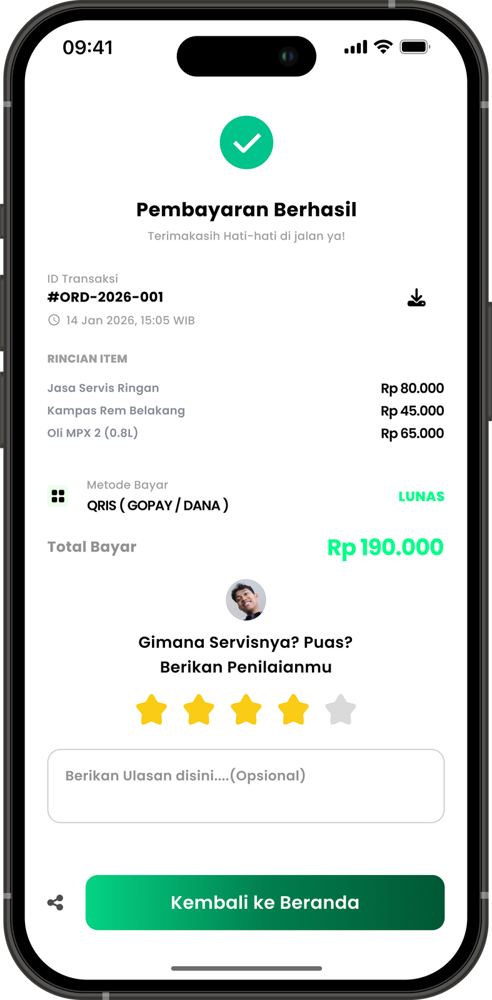 09:41
Pembayaran Berhasil
Terimakasih Hati-hati di jalan ya!
ID Transaksi
#ORD-2026-001
14 Jan 2026, 15:05 WIB
RINCIAN ITEM
Jasa Servis Ringan Rp 80.000
Kampas Rem Belakang Rp 45.000
Oli MPX 2 (0.8L) Rp 65.000
Metode Bayar
QRIS ( GOPAY / DANA ) LUNAS
Total Bayar Rp 190.000
Gimana Servisnya? Puas?
Berikan Penilaianmu
Berikan Ulasan disini....(Opsional)
Kembali ke Beranda